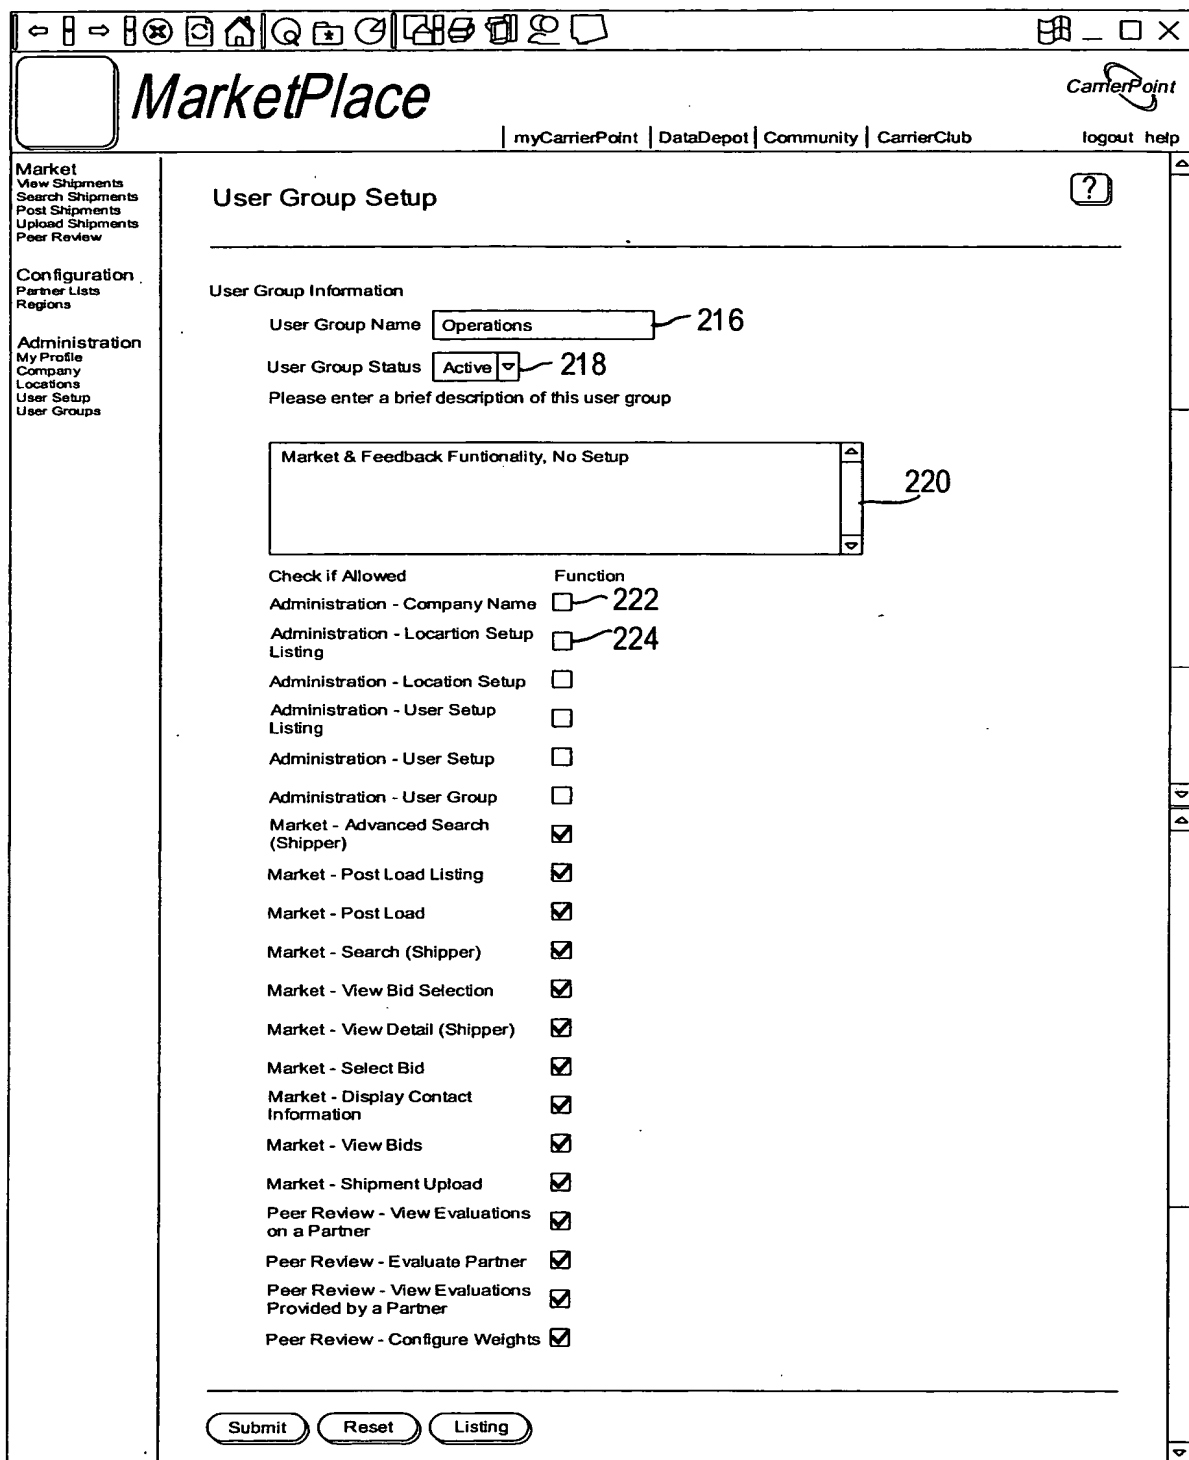 MarketPlace
CarrierPoint
myCarrierPoint | DataDepot | Community | CarrierClub
logout help
Market
View Shipments
Search Shipments
Post Shipments
Upload Shipments
Peer Review
Configuration
Partner Lists
Regions
Administration
My Profile
Company
Locations
User Setup
User Groups
User Group Setup
?
User Group Information
User Group Name Operations 216
User Group Status Active 218
Please enter a brief description of this user group
Market & Feedback Funtionality, No Setup
220
Check if Allowed Function
Administration - Company Name 222
Administration - Locartion Setup
Listing
224
Administration - Location Setup
Administration - User Setup
Listing
Administration - User Setup
Administration - User Group
Market - Advanced Search
(Shipper)
Market - Post Load Listing
Market - Post Load
Market - Search (Shipper)
Market - View Bid Selection
Market - View Detail (Shipper)
Market - Select Bid
Market - Display Contact
Information
Market - View Bids
Market - Shipment Upload
Peer Review - View Evaluations
on a Partner
Peer Review - Evaluate Partner
Peer Review - View Evaluations
Provided by a Partner
Peer Review - Configure Weights
Submit Reset Listing